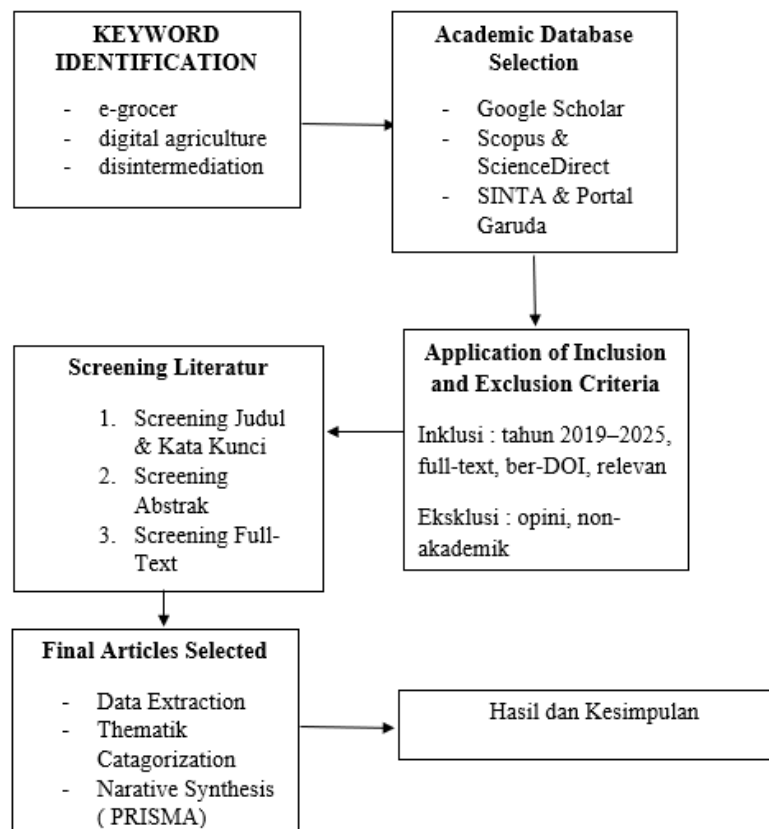 KEYWORD
IDENTIFICATION
- e-grocer
- digital agriculture
- disintermediation
Academic Database
Selection
- Google Scholar
- Scopus &
ScienceDirect
- SINTA & Portal
Garuda
Application of Inclusion
and Exclusion Criteria
Inklusi : tahun 2019–2025,
full-text, ber-DOI, relevan
Eksklusi : opini, non-
akademik
Screening Literatur
1. Screening Judul
& Kata Kunci
2. Screening
Abstrak
3. Screening Full-
Text
Final Articles Selected
- Data Extraction
- Thematik
Catagorization
- Narative Synthesis
( PRISMA)
Hasil dan Kesimpulan